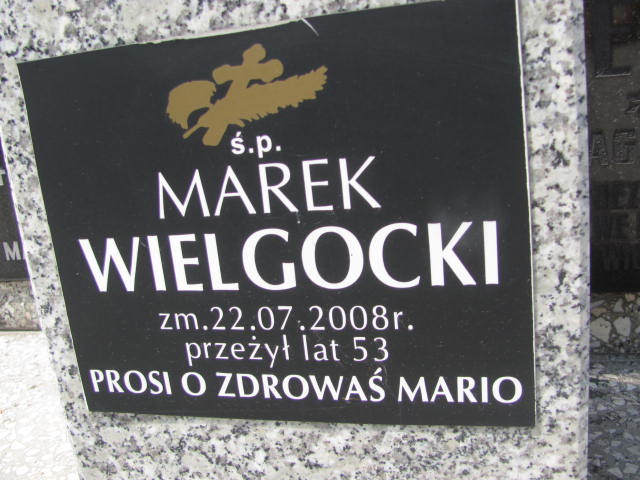 ś.p.
MAREK
WIELGOCKI
zm.22.07.2008r.
przeżył lat 53
PROSI O ZDROWAŚ MARIO